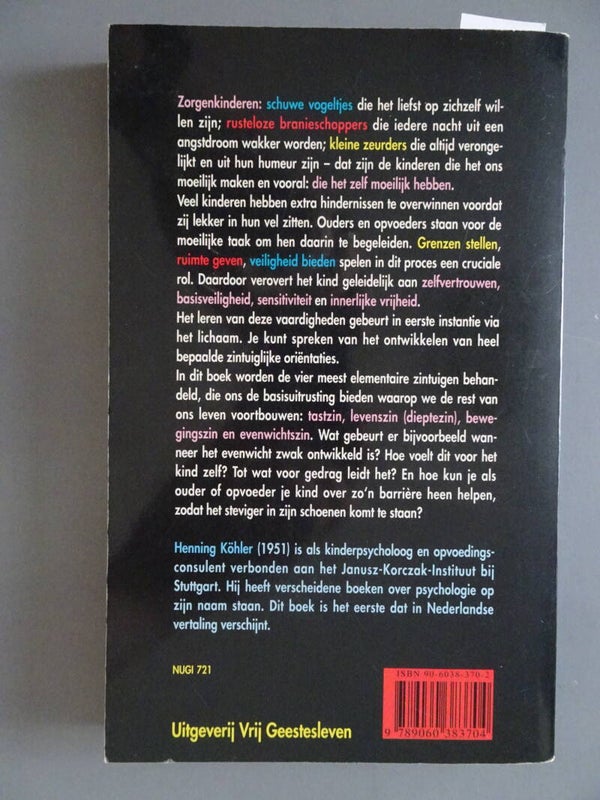 Zorgenkinderen: schuwe vogeltjes die het liefst op zichzelf wil-
len zijn; rusteloze branieschoppers die iedere nacht uit een
angstdroom wakker worden; kleine zeurders die altijd veronge-
lijkt en uit hun humeur zijn – dat zijn de kinderen die het ons
moeilijk maken en vooral: die het zelf moeilijk hebben.
Veel kinderen hebben extra hindernissen te overwinnen voordat
zij lekker in hun vel zitten. Ouders en opvoeders staan voor de
moeilijke taak om hen daarin te begeleiden. Grenzen stellen,
ruimte geven, veiligheid bieden spelen in dit proces een cruciale
rol. Daardoor verovert het kind geleidelijk aan zelfvertrouwen,
basisveiligheid, sensitiviteit en innerlijke vrijheid.
Het leren van deze vaardigheden gebeurt in eerste instantie via
het lichaam. Je kunt spreken van het ontwikkelen van heel
bepaalde zintuiglijke oriëntaties.
In dit boek worden de vier meest elementaire zintuigen behan-
deld, die ons de basisuitrusting bieden waarop we de rest van
ons leven voortbouwen: tastzin, levenszin (dieptezin), bewe-
gingszin en evenwichtszin. Wat gebeurt er bijvoorbeeld wan-
neer het evenwicht zwak ontwikkeld is? Hoe voelt dit voor het
kind zelf? Tot wat voor gedrag leidt het? En hoe kun je als
ouder of opvoeder je kind over zo'n barrière heen helpen,
zodat het steviger in zijn schoenen komt te staan?
Henning Köhler (1951) is als kinderpsycholoog en opvoedings-
consulent verbonden aan het Janusz-Korczak-Instituut bij
Stuttgart. Hij heeft verscheidene boeken over psychologie op
zijn naam staan. Dit boek is het eerste dat in Nederlandse
vertaling verschijnt.
NUGI 721
ISBN 90-6038-370-2
9 789060 383704
Uitgeverij Vrij Geestesleven